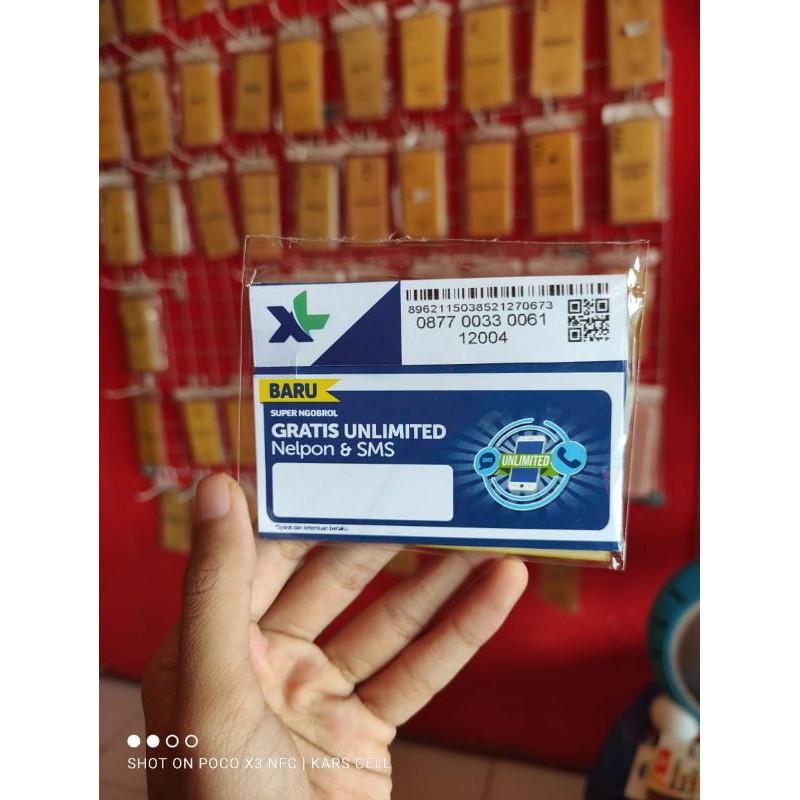 XL
8962115038521270673
0877 0033 0061
12004
BARU
SUPER NGOBROL
GRATIS UNLIMITED
Nelpon & SMS
SMS
UNLIMITED
*Syarat dan ketentuan berlaku.
SHOT ON POCO X3 NFC | KARS CELL